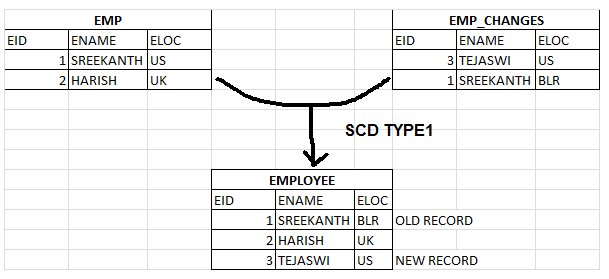 EMP EMP_CHANGES
EID ENAME ELOC EID ENAME ELOC
1 SREEKANTH US 3 TEJASWI US
2 HARISH UK 1 SREEKANTH BLR
SCD TYPE1
EMPLOYEE
EID ENAME ELOC
1 SREEKANTH BLR OLD RECORD
2 HARISH UK
3 TEJASWI US NEW RECORD